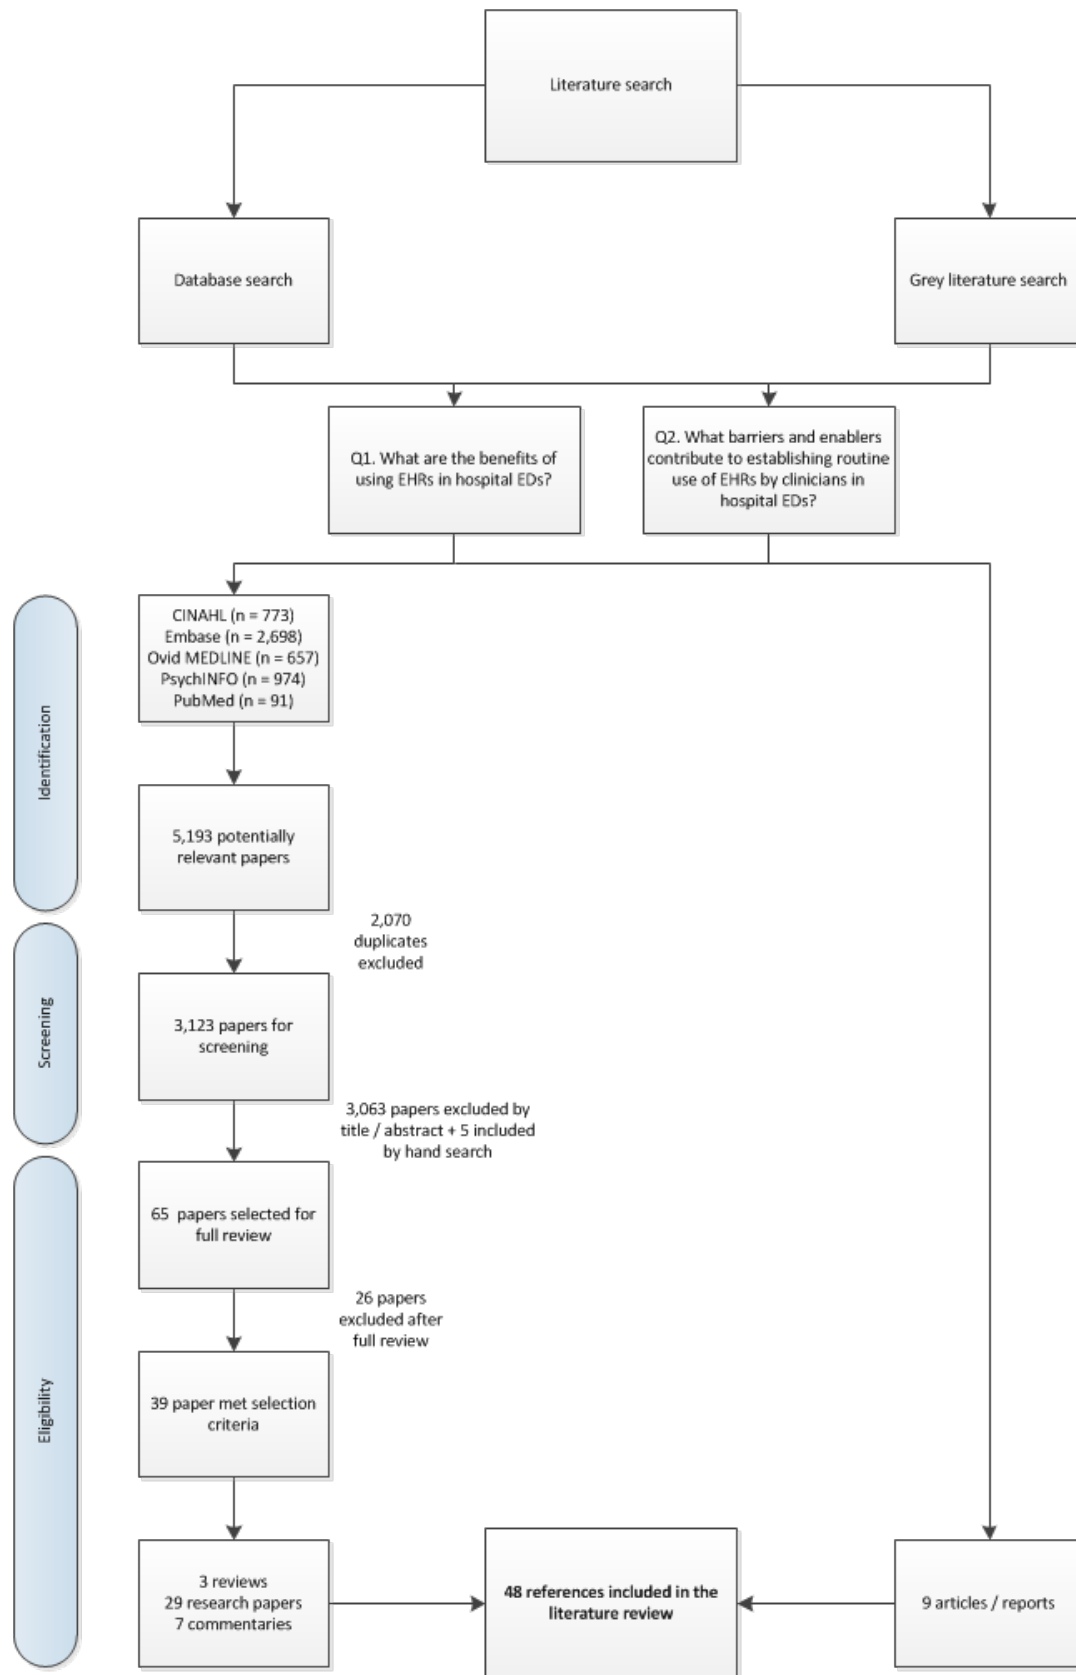 Literature search
Database search
Grey literature search
Q1. What are the benefits of
using EHRs in hospital EDs?
Q2. What barriers and enablers
contribute to establishing routine
use of EHRs by clinicians in
hospital EDs?
Identification
CINAHL (n = 773)
Embase (n = 2,698)
Ovid MEDLINE (n = 657)
PsychINFO (n = 974)
PubMed (n = 91)
5,193 potentially
relevant papers
2,070
duplicates
excluded
Screening
3,123 papers for
screening
3,063 papers excluded by
title / abstract + 5 included
by hand search
Eligibility
65 papers selected for
full review
26 papers
excluded after
full review
39 paper met selection
criteria
3 reviews
29 research papers
7 commentaries
48 references included in the
literature review
9 articles / reports